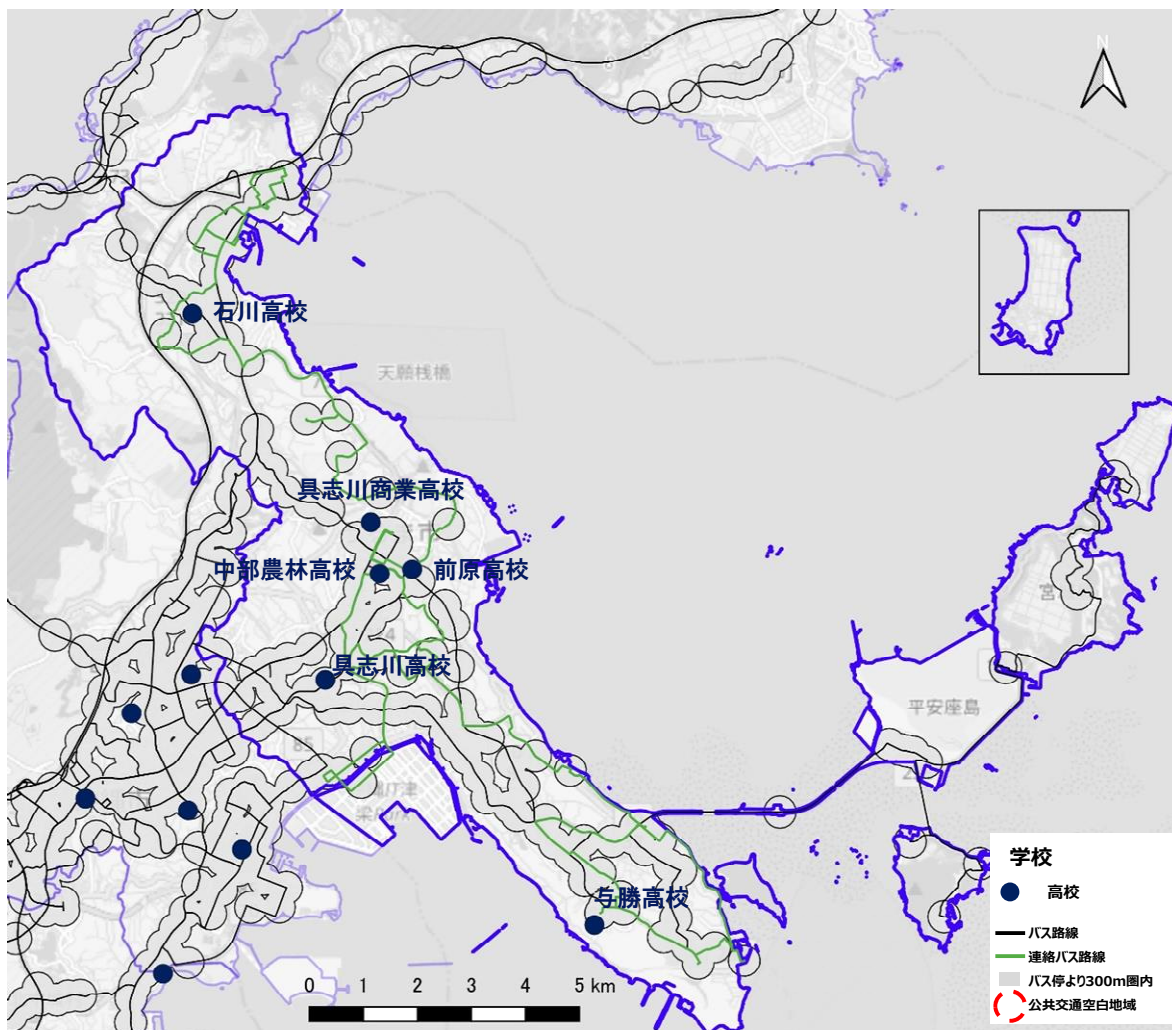 N
石川高校
天願桟橋
具志川商業高校
市
中部農林高校
前原高校
4
具志川高校
85
宮
平安座島
与勝高校
0 1 2 3 4 5 km
学校
高校
バス路線
連絡バス路線
バス停より300m圏内
公共交通空白地域